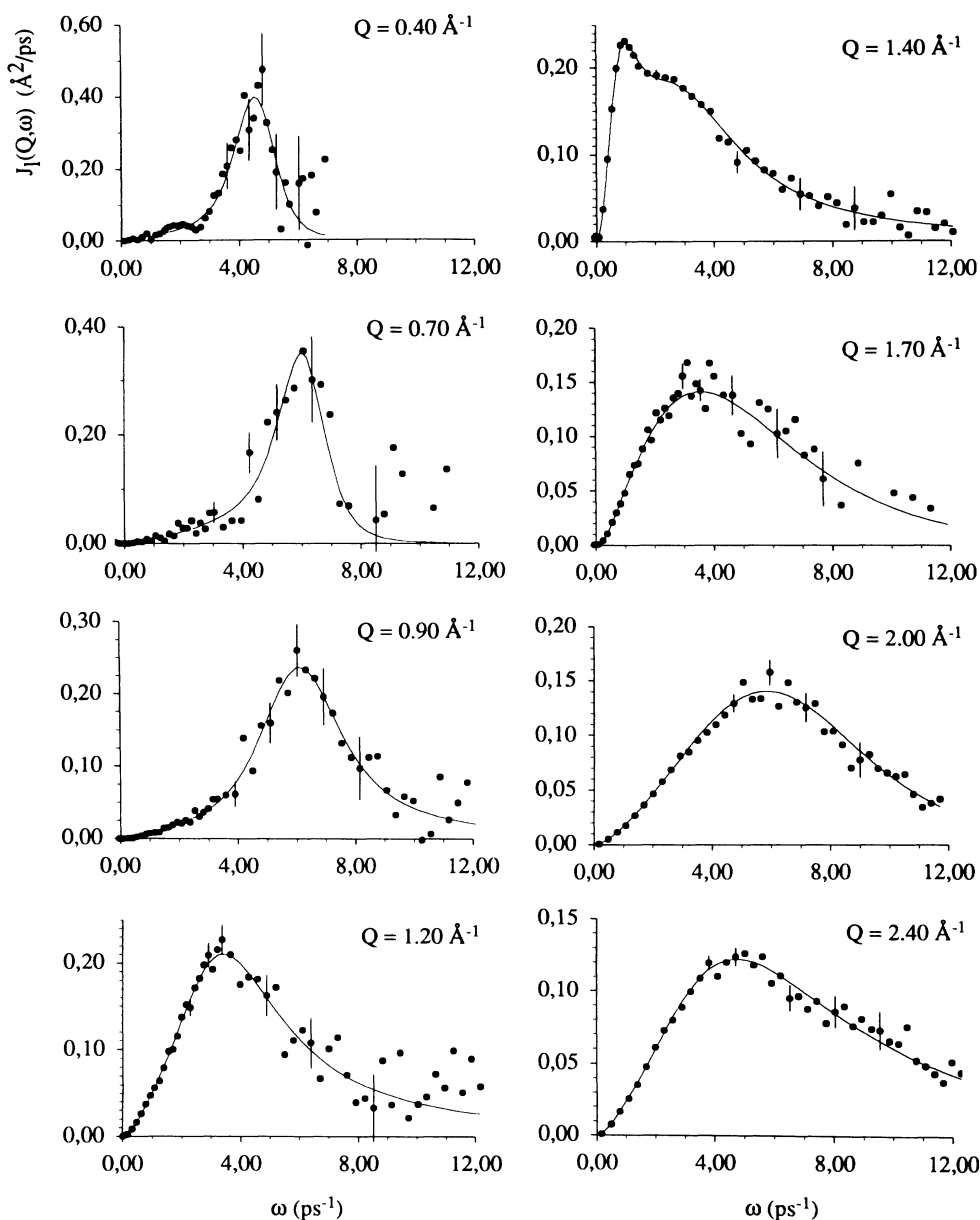 J₁(Q,ω) (Å²/ps)
0,60
0,40
0,20
0,00
Q = 0.40 Å⁻¹
0,00 4,00 8,00 12,00
0,20
0,10
0,00
Q = 1.40 Å⁻¹
0,00 4,00 8,00 12,00
0,40
0,20
0,00
Q = 0.70 Å⁻¹
0,00 4,00 8,00 12,00
0,20
0,15
0,10
0,05
0,00
Q = 1.70 Å⁻¹
0,00 4,00 8,00 12,00
0,30
0,20
0,10
0,00
Q = 0.90 Å⁻¹
0,00 4,00 8,00 12,00
0,20
0,15
0,10
0,05
0,00
Q = 2.00 Å⁻¹
0,00 4,00 8,00 12,00
0,20
0,10
0,00
Q = 1.20 Å⁻¹
0,00 4,00 8,00 12,00
ω (ps⁻¹)
0,15
0,10
0,05
0,00
Q = 2.40 Å⁻¹
0,00 4,00 8,00 12,00
ω (ps⁻¹)